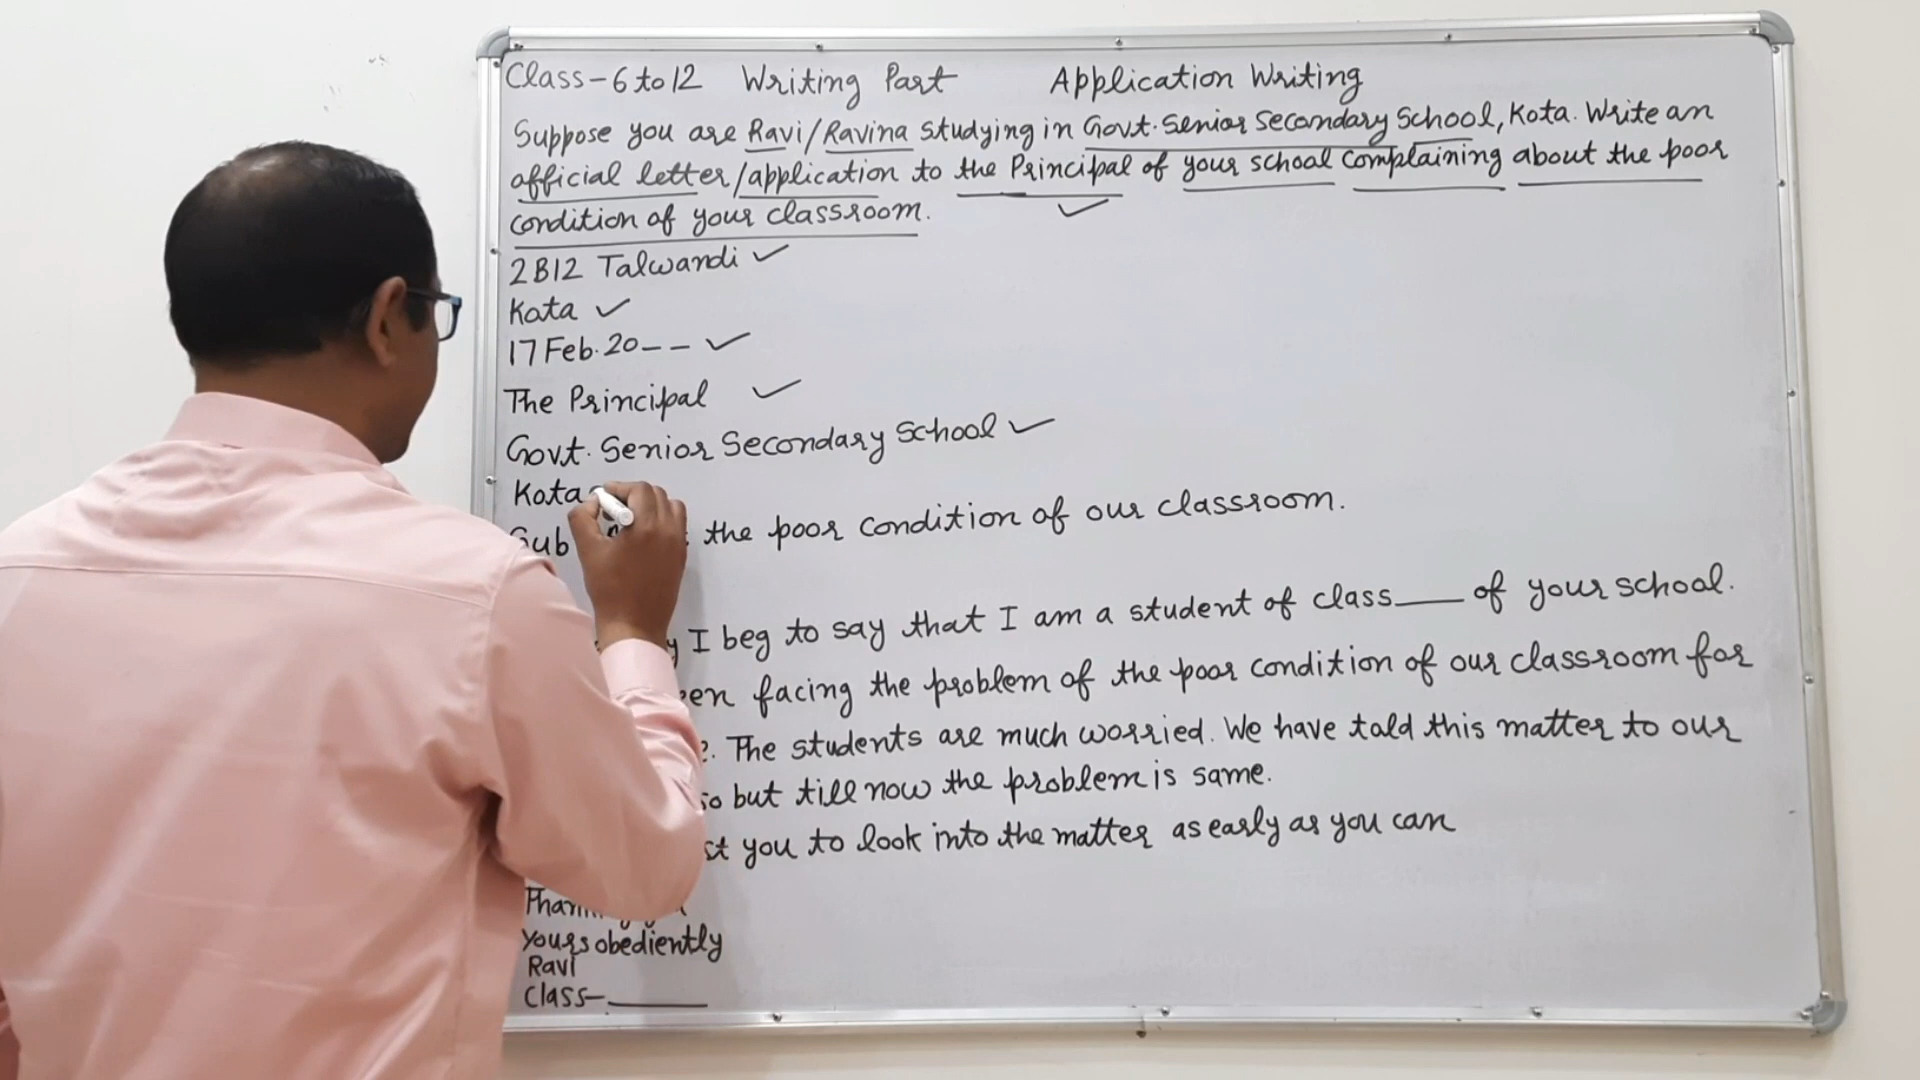 Class-6 to 12 Writing Part Application Writing
Suppose you are Ravi/Ravina studying in Govt. Senior Secondary School, Kota. Write an
official letter/application to the Principal of your school complaining about the poor
condition of your classroom.
2B12 Talwandi
Kota
17 Feb. 20--
The Principal
Govt. Senior Secondary School
Kota
Sub the poor condition of our classroom.
I beg to say that I am a student of class____ of your school.
facing the problem of the poor condition of our classroom for
The students are much worried. We have told this matter to our
but till now the problem is same.
you to look into the matter as early as you can
Yours obediently
Ravi
Class-______